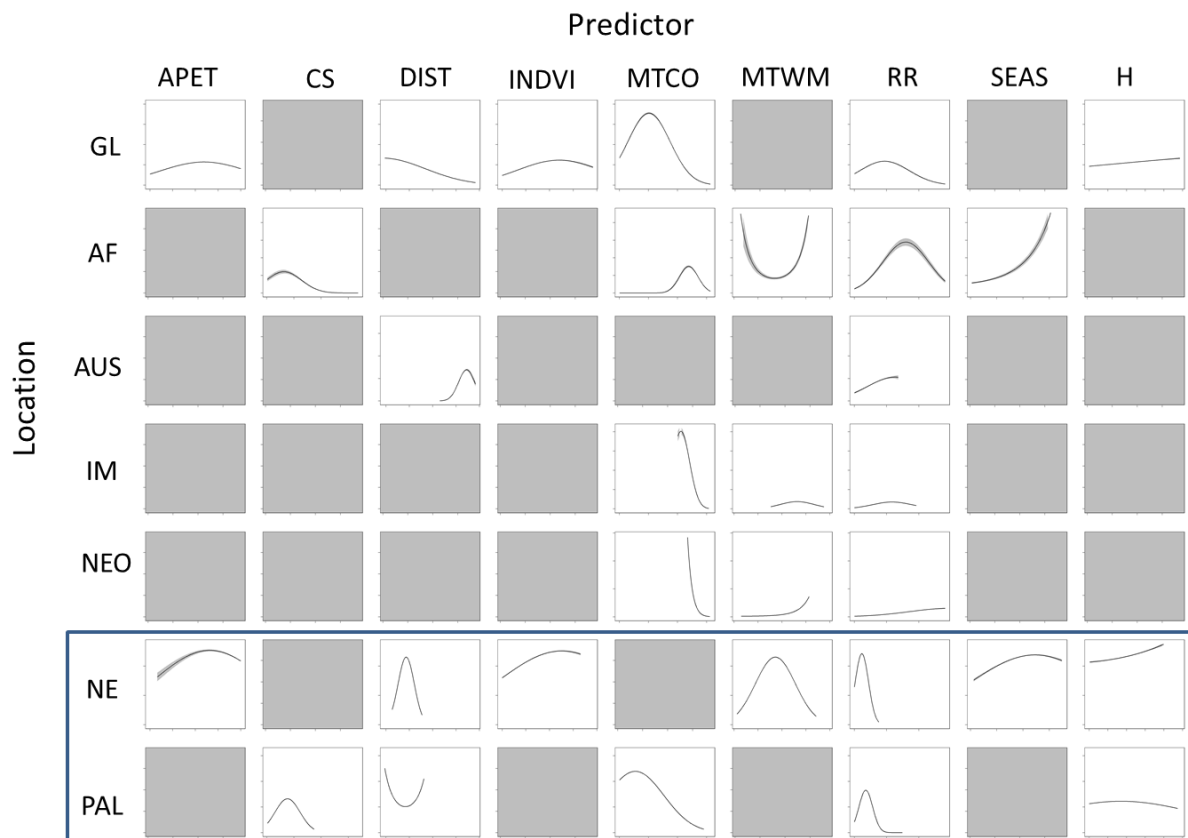 Predictor
APET CS DIST INDVI MTCO MTWM RR SEAS H
Location
GL
AF
AUS
IM
NEO
NE
PAL